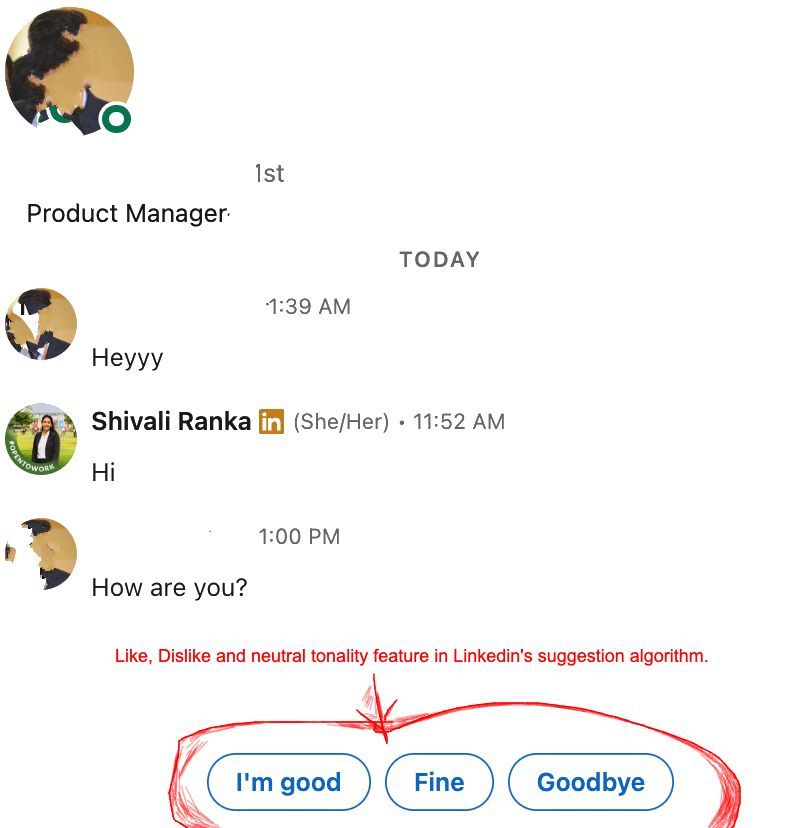 1st
Product Manager
TODAY
1:39 AM
Heyyy
Shivali Ranka in (She/Her) • 11:52 AM
#OPENTOWORK
Hi
1:00 PM
How are you?
Like, Dislike and neutral tonality feature in Linkedin's suggestion algorithm.
I'm good Fine Goodbye